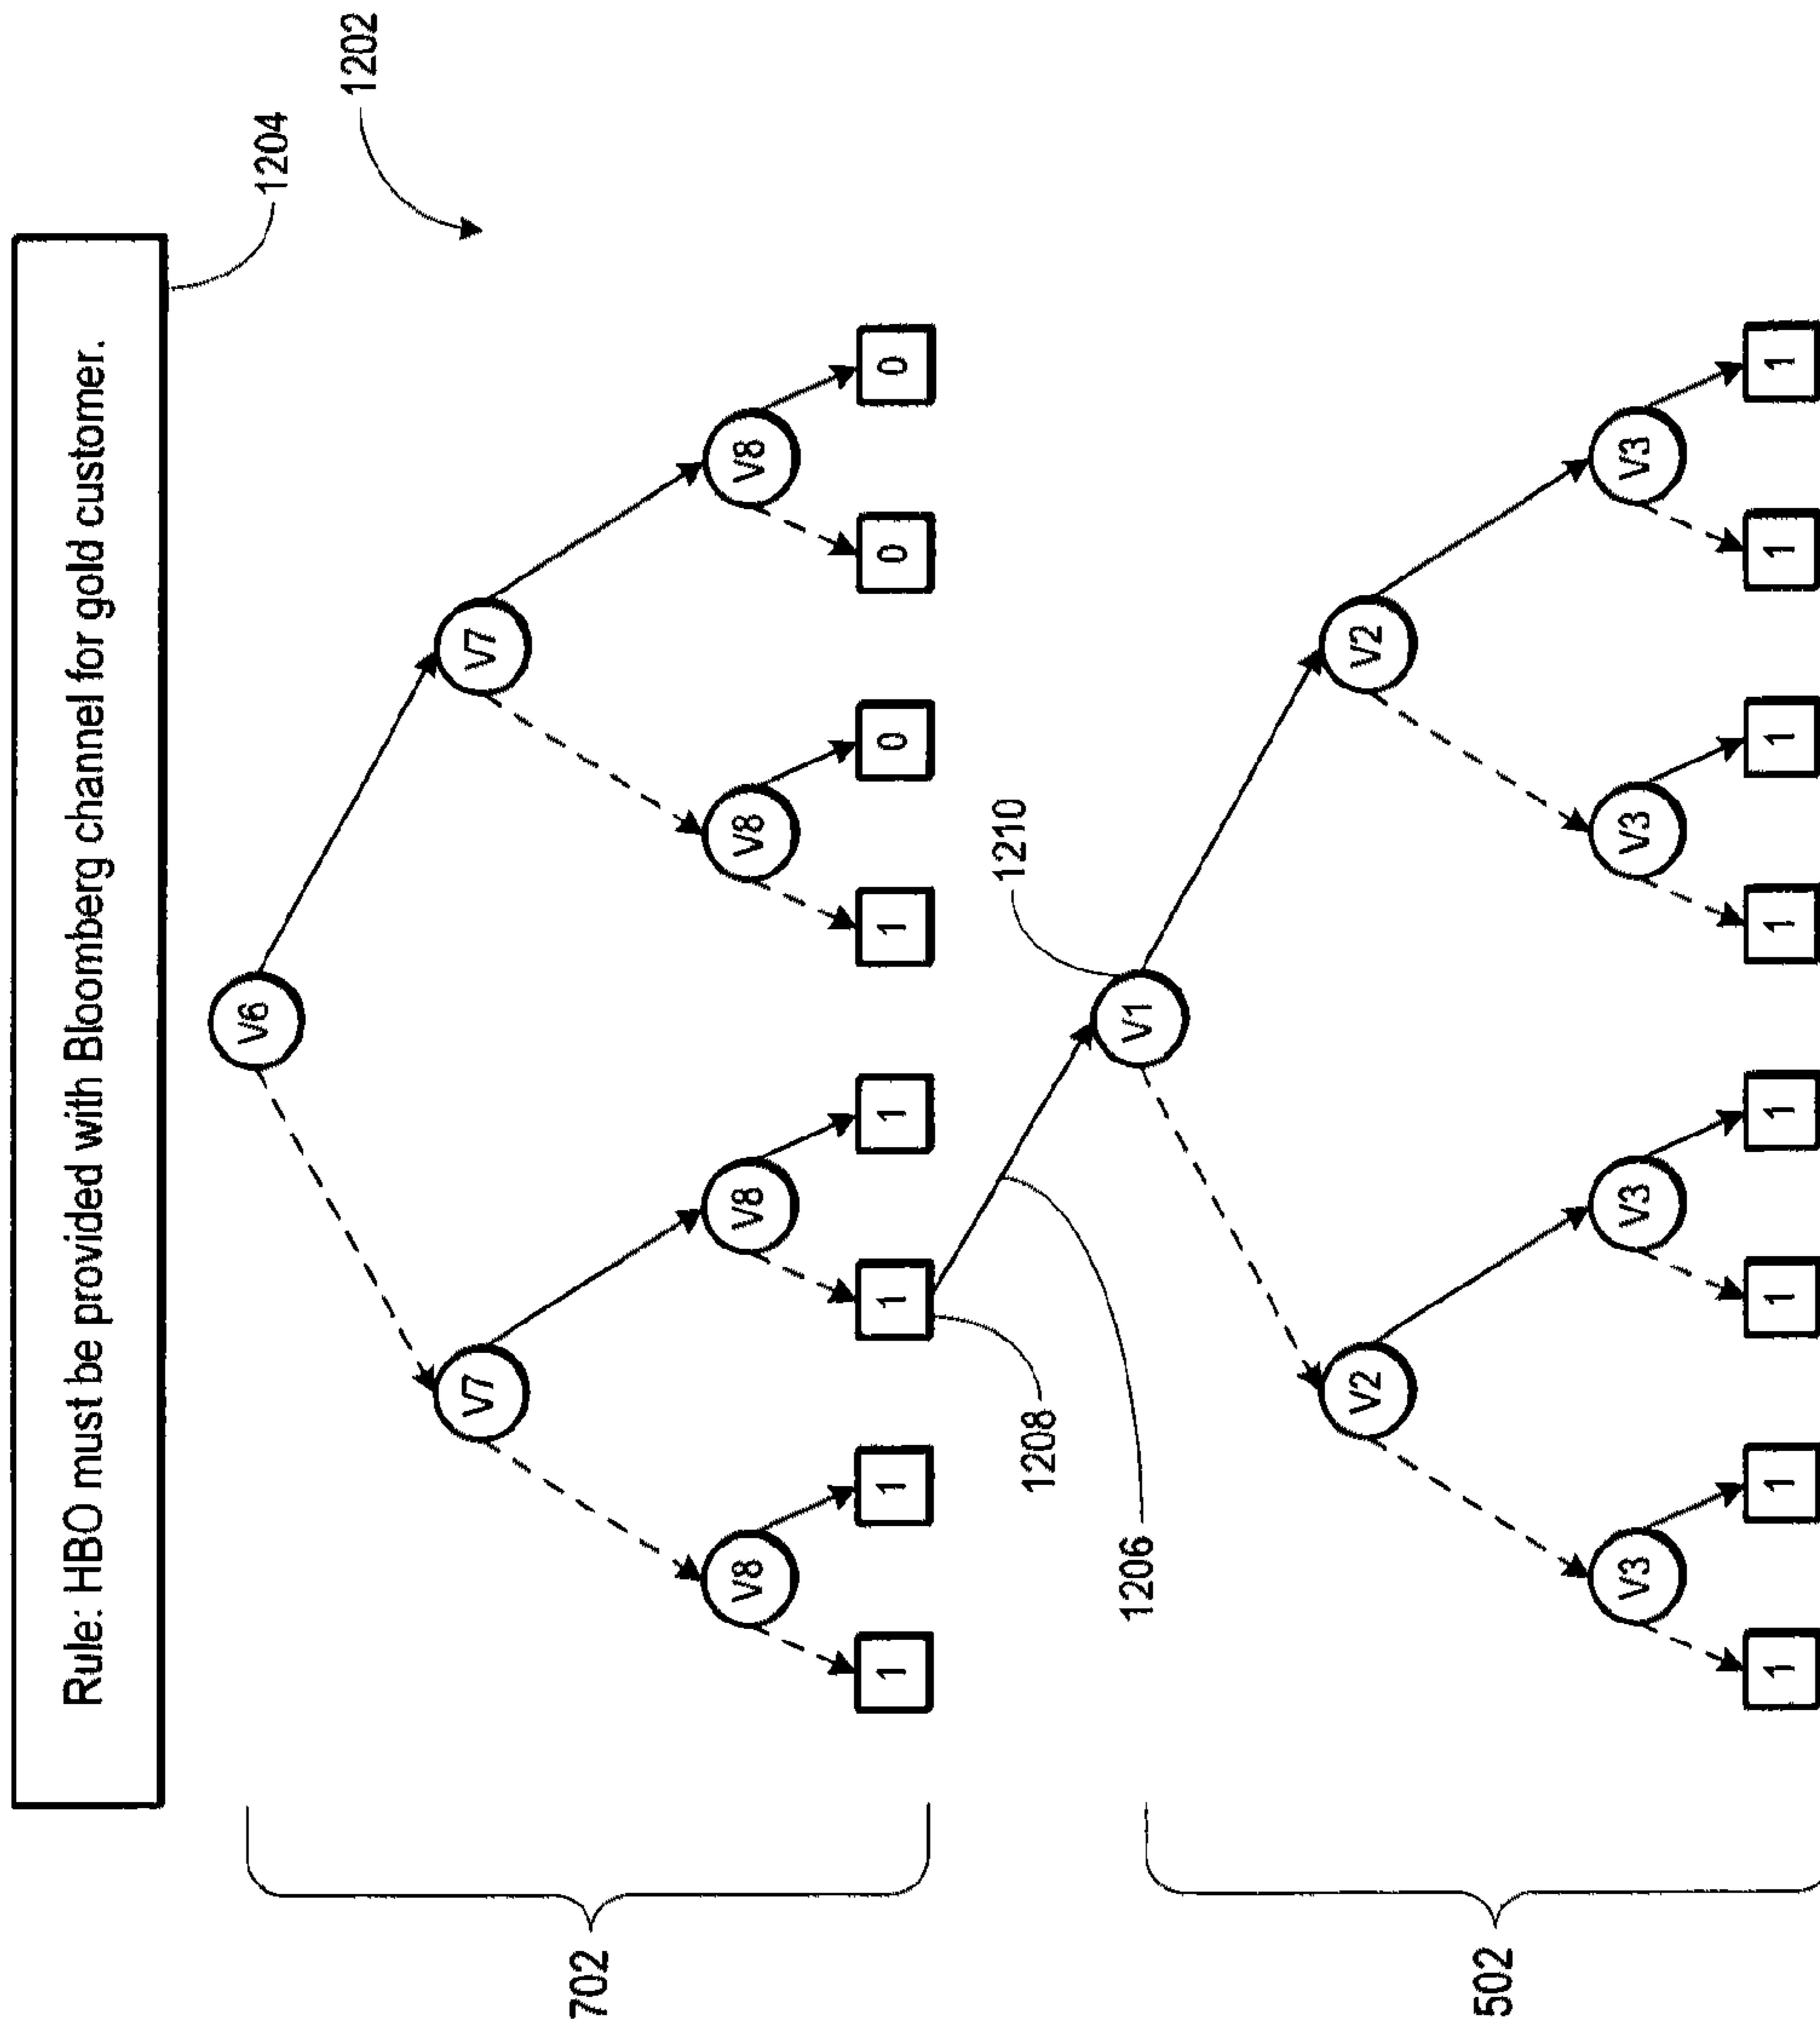 Rule: HBO must be provided with Bloomberg channel for gold customer.
1204
V6
1202
V7 V7
702
V8 V8 V8 V8
1 1 1 1 1 0 0 0
1210
1208
1206
V1
V2 V2
502
V3 V3 V3 V3
1 1 1 1 1 1 1 1